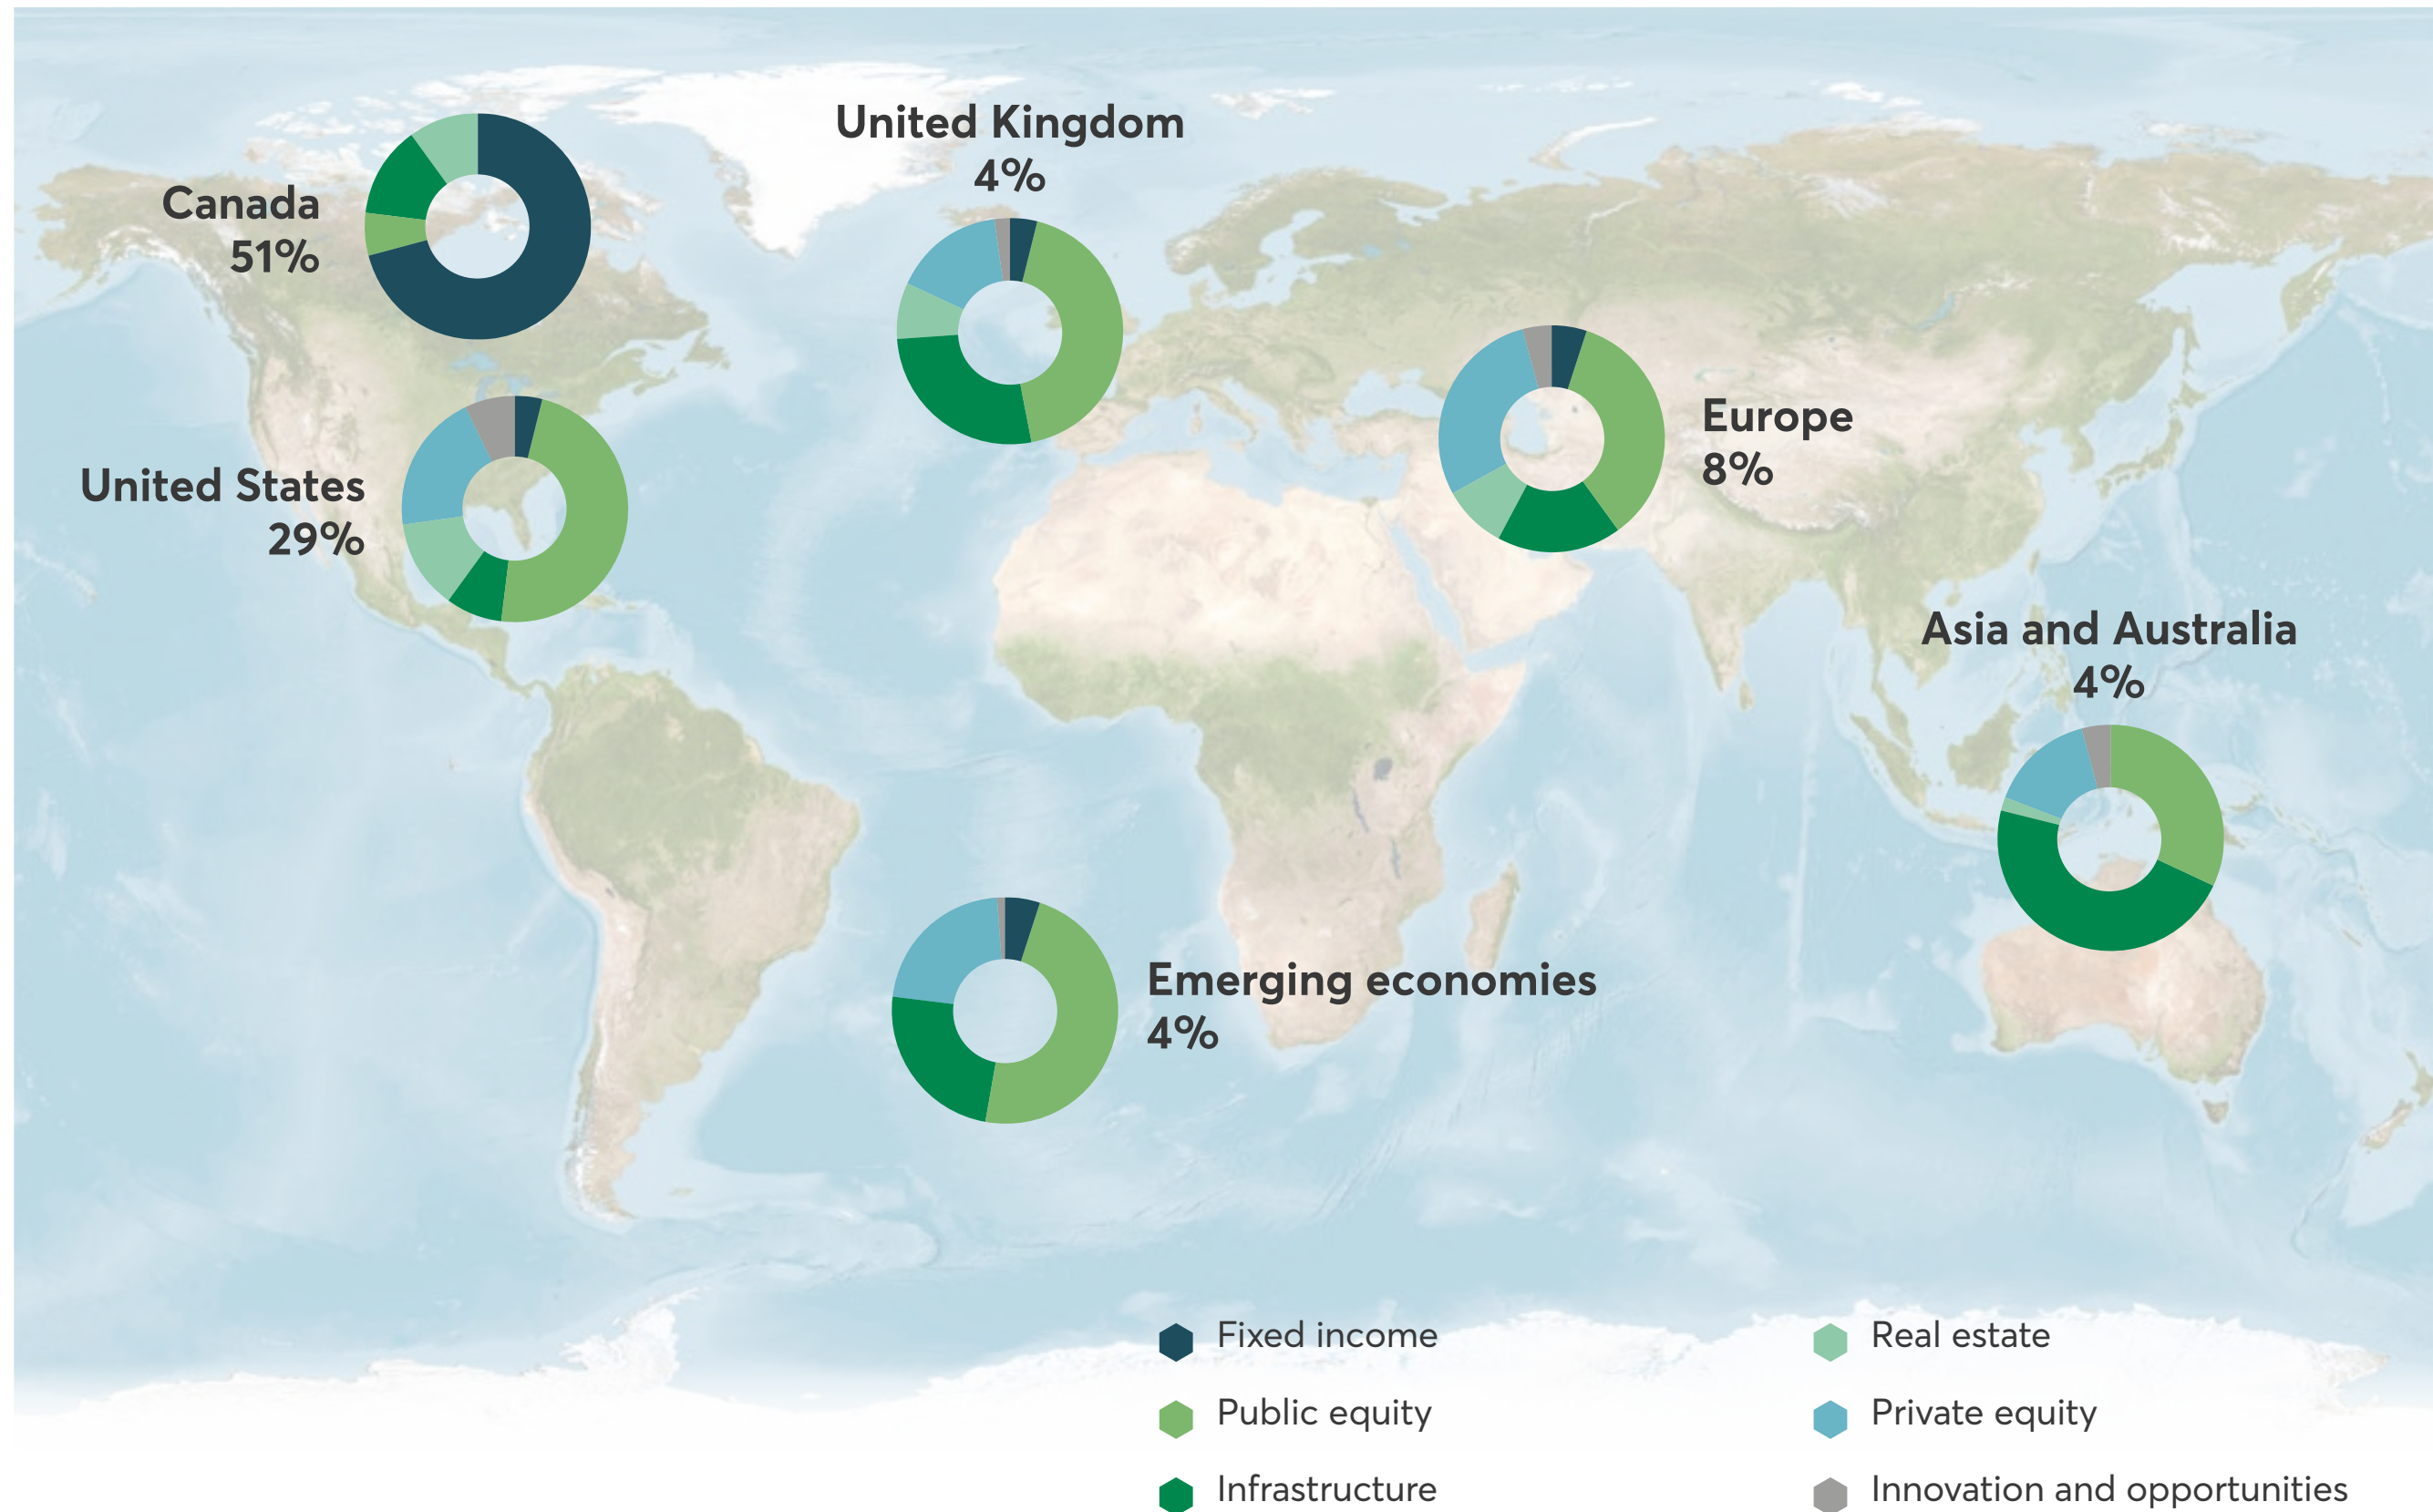 United Kingdom
4%
Canada
51%
Europe
8%
United States
29%
Asia and Australia
4%
Emerging economies
4%
Fixed income
Public equity
Infrastructure
Real estate
Private equity
Innovation and opportunities